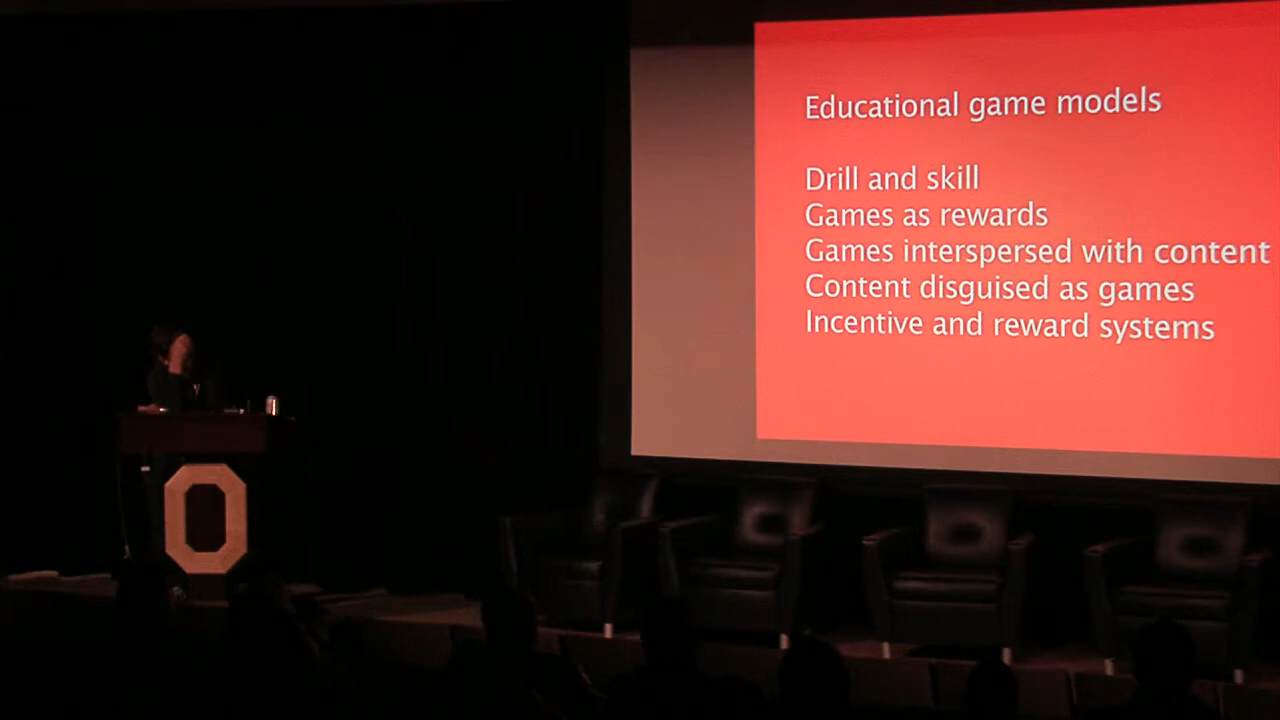 Educational game models
Drill and skill
Games as rewards
Games interspersed with content
Content disguised as games
Incentive and reward systems
O